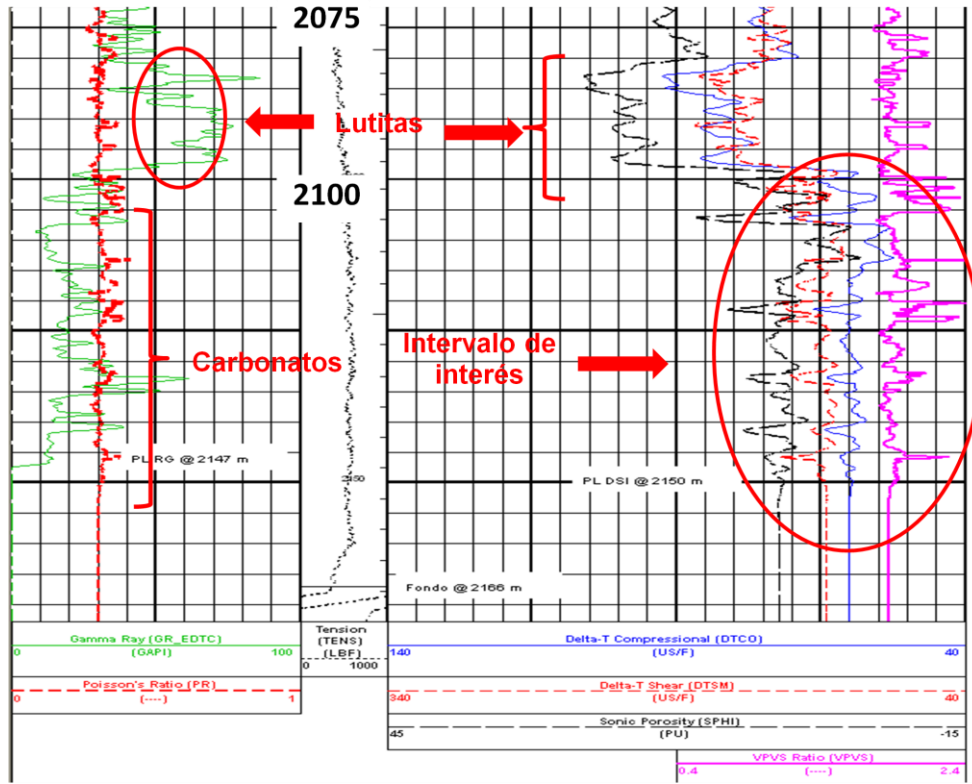 2075
Lutitas
2100
Carbonatos
Intervalo de
interés
PL RG @ 2147 m
2150
PL DSI @ 2150 m
Fondo @ 2166 m
Gamma Ray (GR_EDTC)
0 (GAPI) 100
Poisson's Ratio (PR)
0 (----) 1
Tension
(TENS)
(LBF)
0 1000
Delta-T Compressional (DTCO)
140 (US/F) 40
Delta-T Shear (DTSM)
340 (US/F) 40
Sonic Porosity (SPHI)
45 (PU) -15
VPVS Ratio (VPVS)
0.4 (----) 2.4